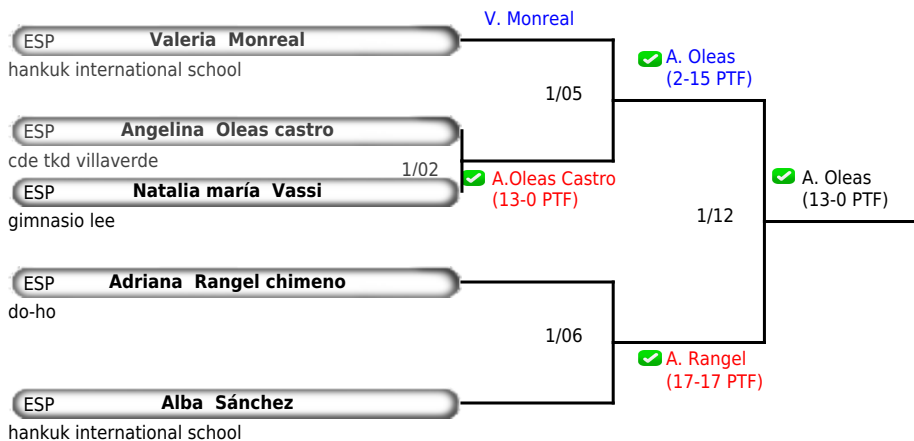 V. Monreal
ESP Valeria Monreal
hankuk international school
A. Oleas
(2-15 PTF)
1/05
ESP Angelina Oleas castro
cde tkd villaverde
1/02
A.Oleas Castro
(13-0 PTF)
ESP Natalia maría Vassi
gimnasio lee
A. Oleas
(13-0 PTF)
1/12
ESP Adriana Rangel chimeno
do-ho
1/06
A. Rangel
(17-17 PTF)
ESP Alba Sánchez
hankuk international school